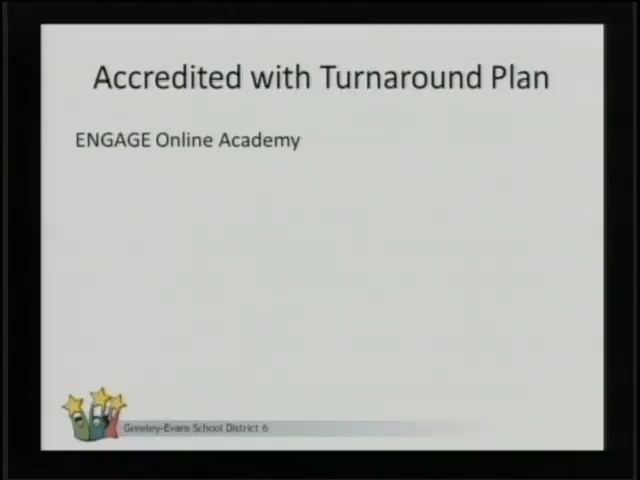 Accredited with Turnaround Plan
ENGAGE Online Academy
Greeley-Evans School District 6